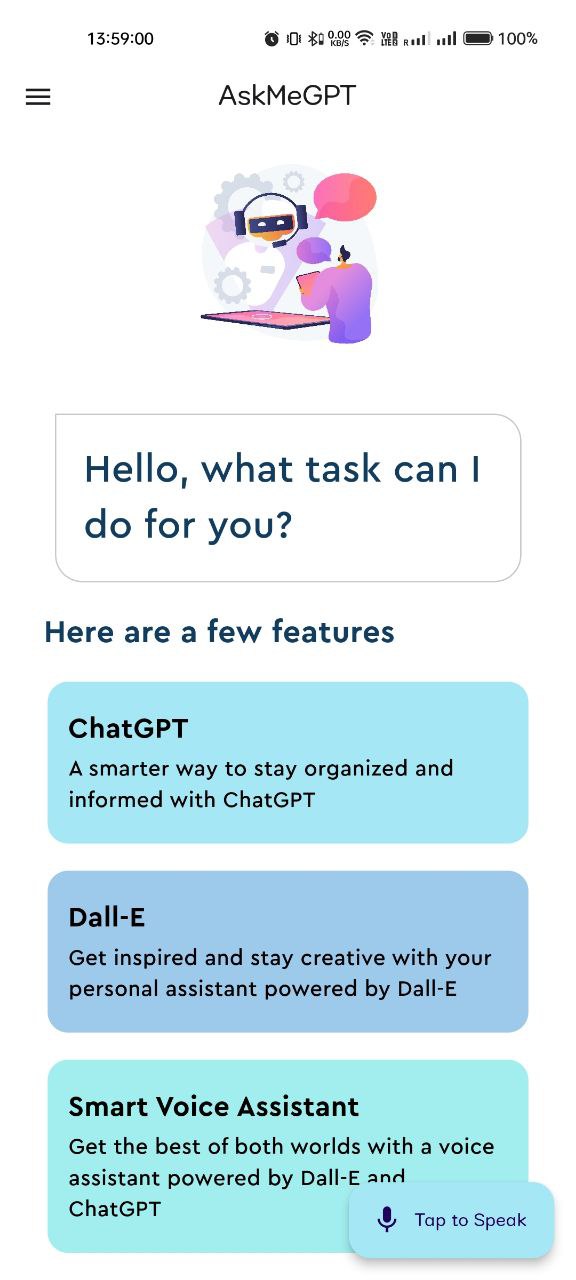 13:59:00
0.00 KB/S
Vo LTE
R
100%
AskMeGPT
Hello, what task can I
do for you?
Here are a few features
ChatGPT
A smarter way to stay organized and
informed with ChatGPT
Dall-E
Get inspired and stay creative with your
personal assistant powered by Dall-E
Smart Voice Assistant
Get the best of both worlds with a voice
assistant powered by Dall-E and
ChatGPT
Tap to Speak